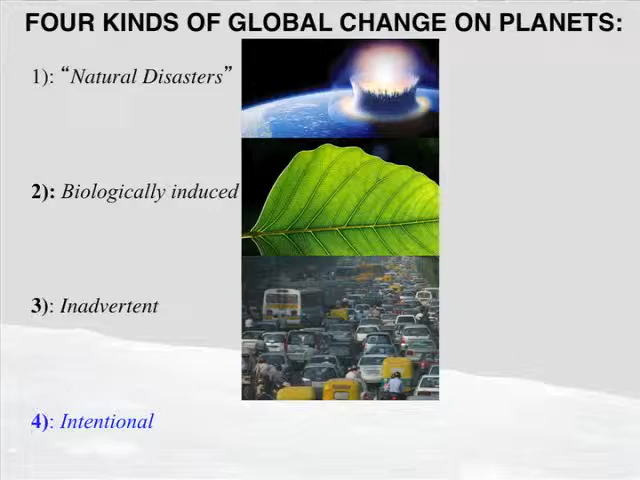 FOUR KINDS OF GLOBAL CHANGE ON PLANETS:
1): “Natural Disasters”
2): Biologically induced
3): Inadvertent
4): Intentional